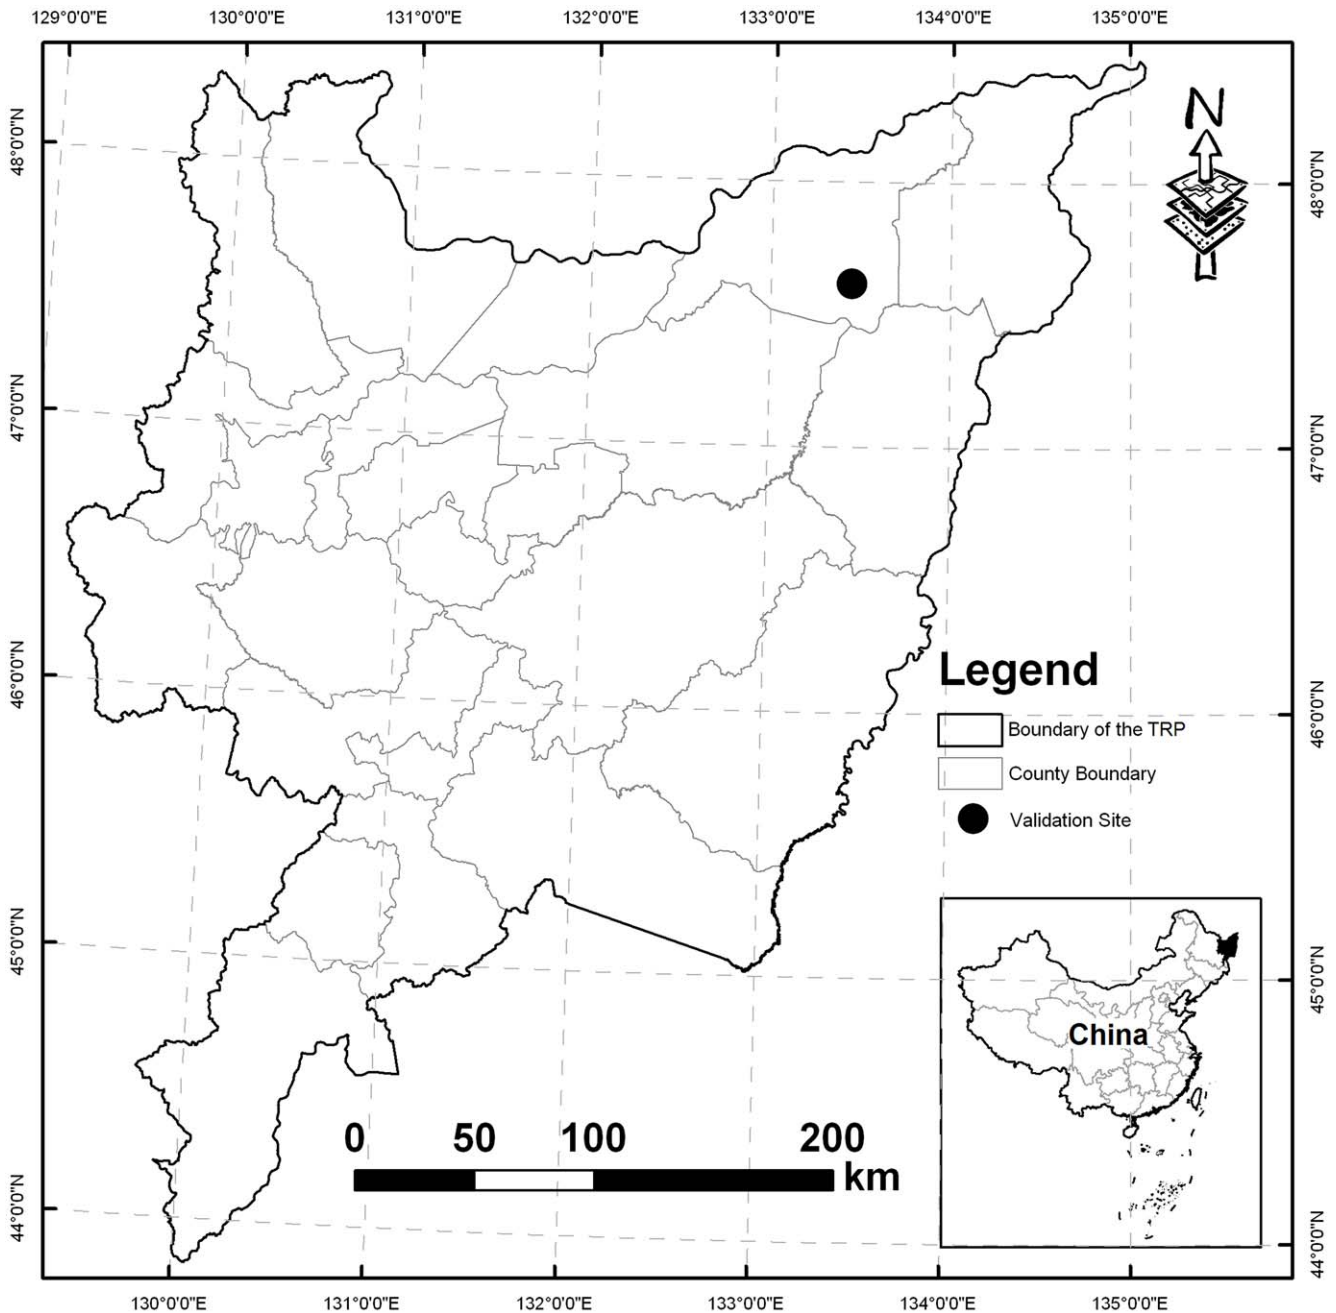 129°0'0"E 130°0'0"E 131°0'0"E 132°0'0"E 133°0'0"E 134°0'0"E 135°0'0"E
N
48°0'0"N
48°0'0"N
47°0'0"N
47°0'0"N
46°0'0"N
46°0'0"N
Legend
Boundary of the TRP
County Boundary
Validation Site
45°0'0"N
45°0'0"N
China
0 50 100 200
km
44°0'0"N
44°0'0"N
130°0'0"E 131°0'0"E 132°0'0"E 133°0'0"E 134°0'0"E 135°0'0"E